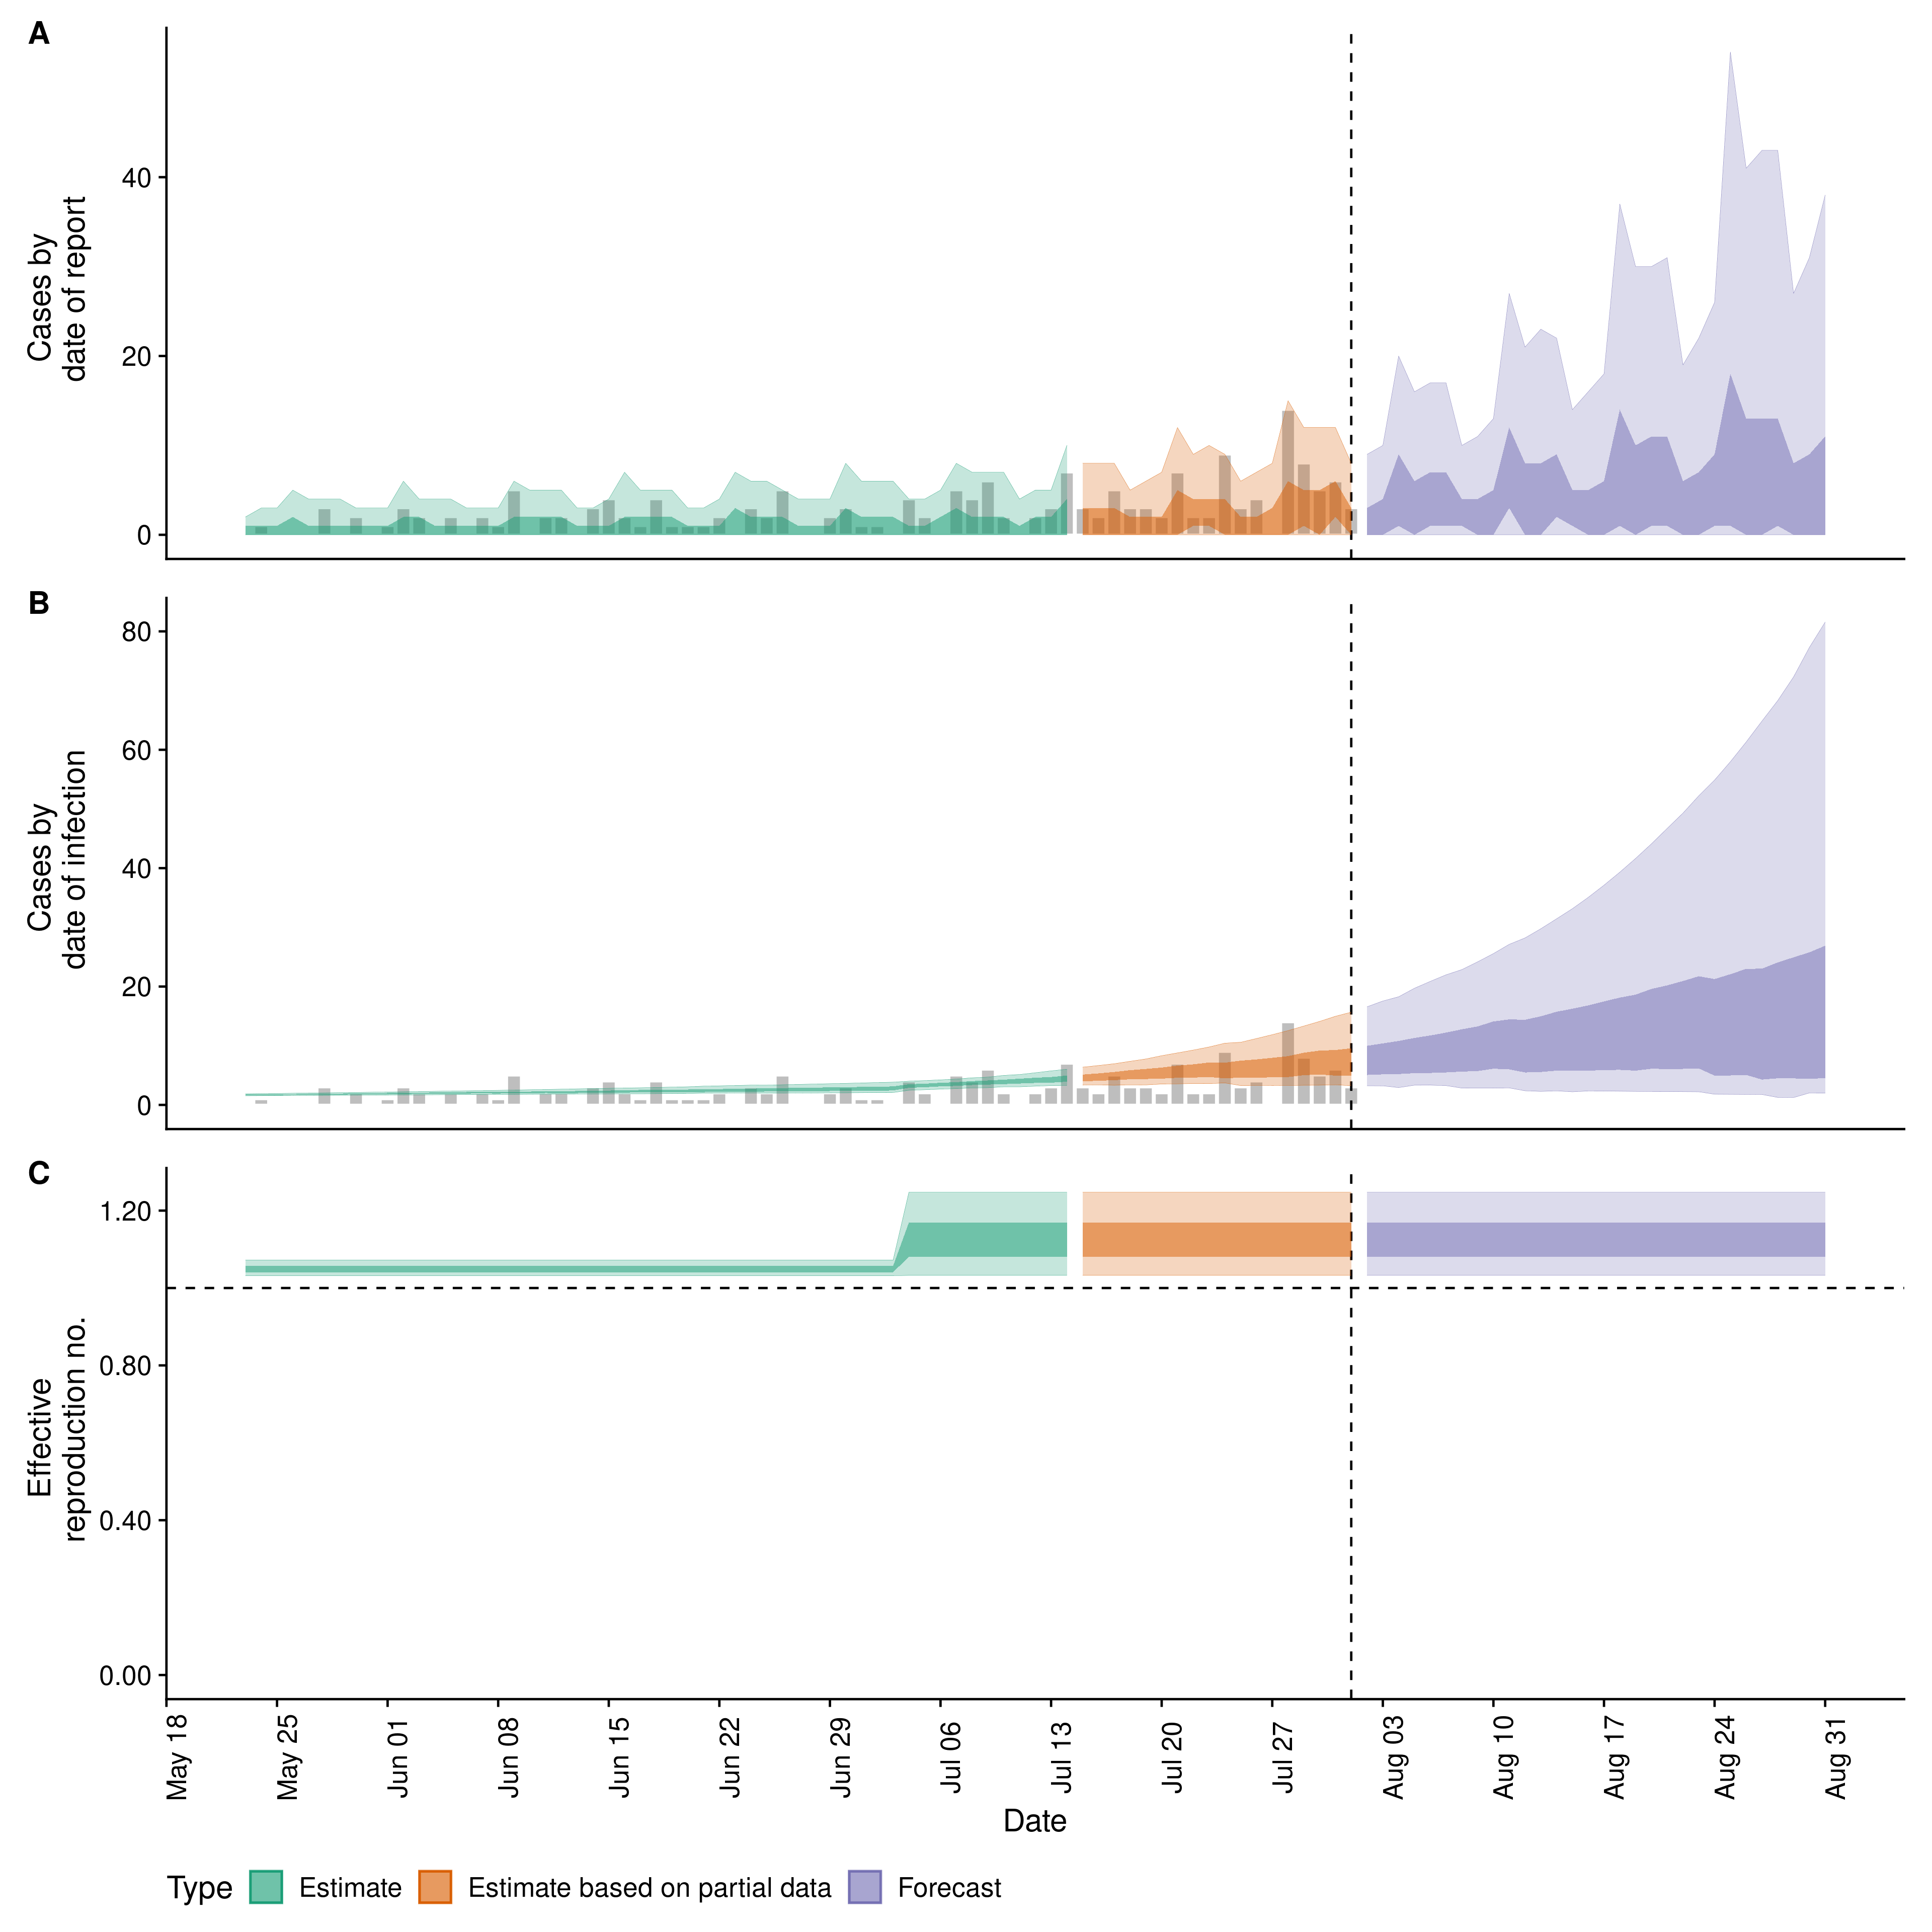 A
Cases by
date of report
40
20
0
B
Cases by
date of infection
80
60
40
20
0
C
Effective
reproduction no.
1.20
0.80
0.40
0.00
May 18
May 25
Jun 01
Jun 08
Jun 15
Jun 22
Jun 29
Jul 06
Jul 13
Jul 20
Jul 27
Aug 03
Aug 10
Aug 17
Aug 24
Aug 31
Date
Type Estimate Estimate based on partial data Forecast